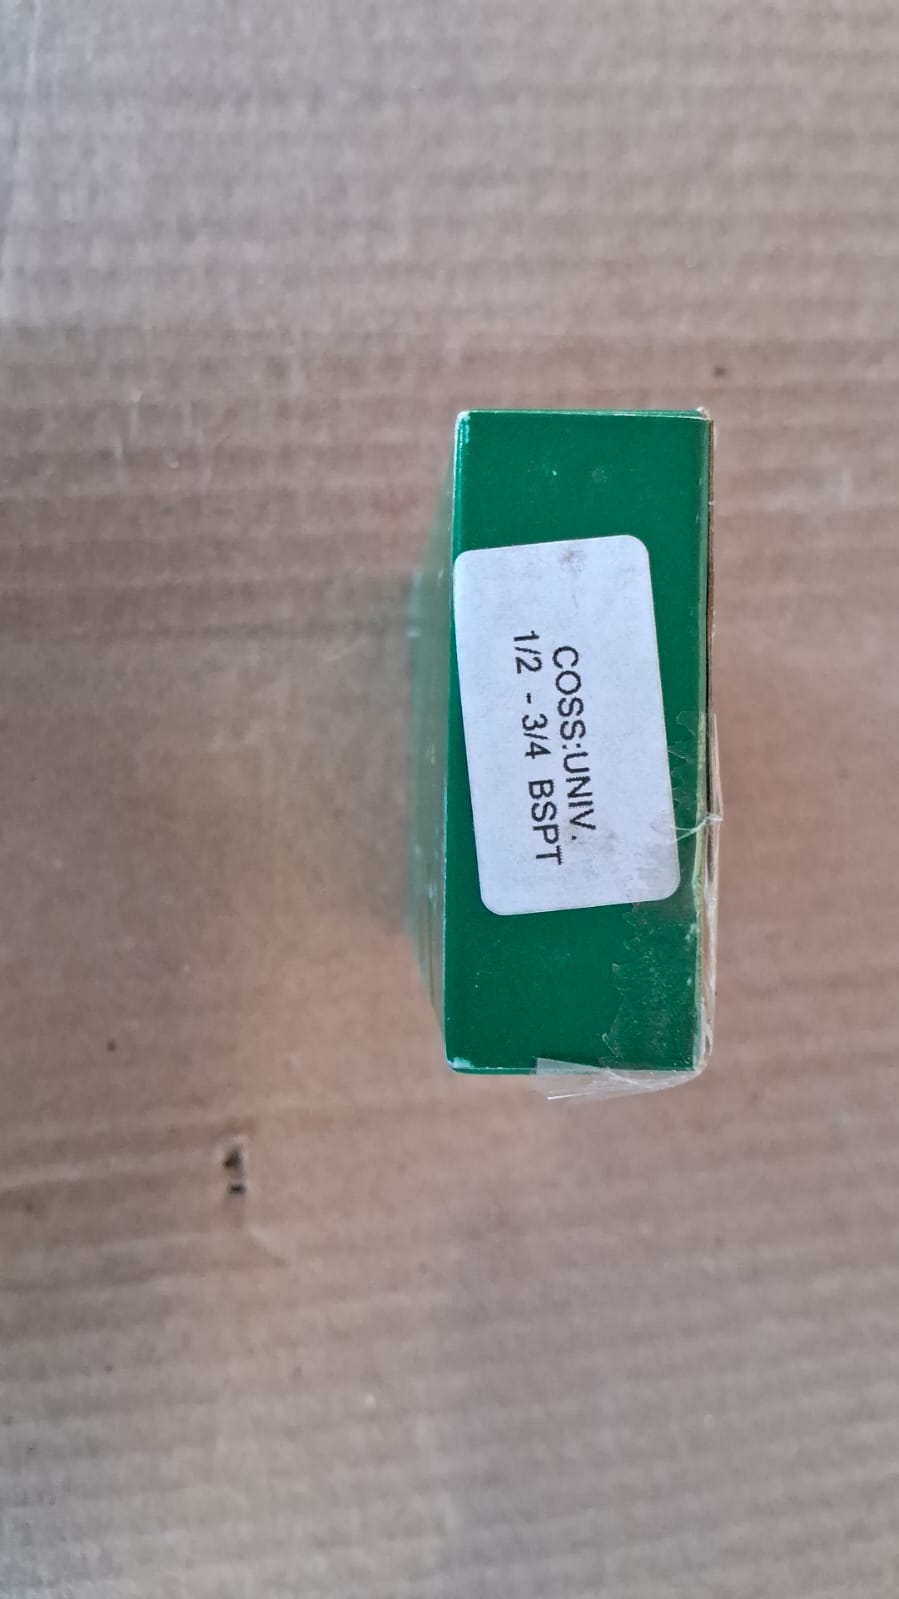 COSS:UNIV.
1/2 - 3/4 BSPT